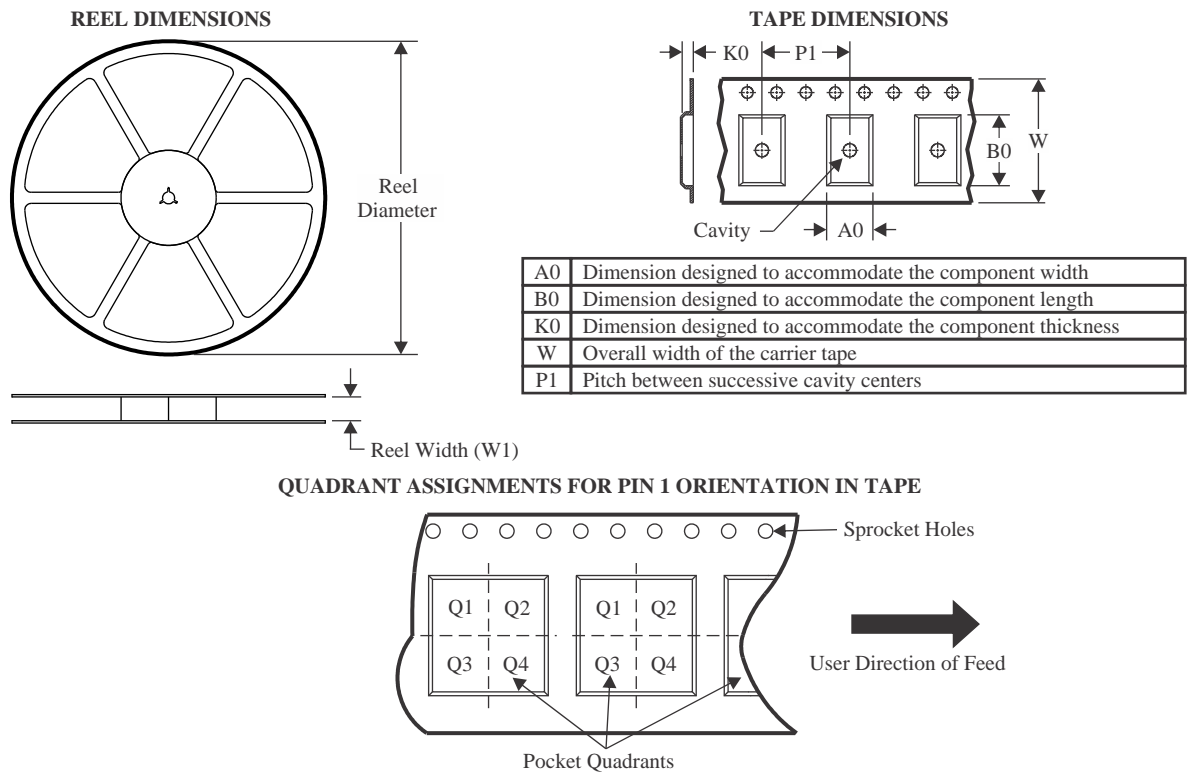 REEL DIMENSIONS
Reel
Diameter
Reel Width (W1)
TAPE DIMENSIONS
K0
P1
W
B0
Cavity
A0
A0 Dimension designed to accommodate the component width
B0 Dimension designed to accommodate the component length
K0 Dimension designed to accommodate the component thickness
W Overall width of the carrier tape
P1 Pitch between successive cavity centers
QUADRANT ASSIGNMENTS FOR PIN 1 ORIENTATION IN TAPE
Sprocket Holes
Q1 Q2 Q1 Q2
Q3 Q4 Q3 Q4
User Direction of Feed
Pocket Quadrants